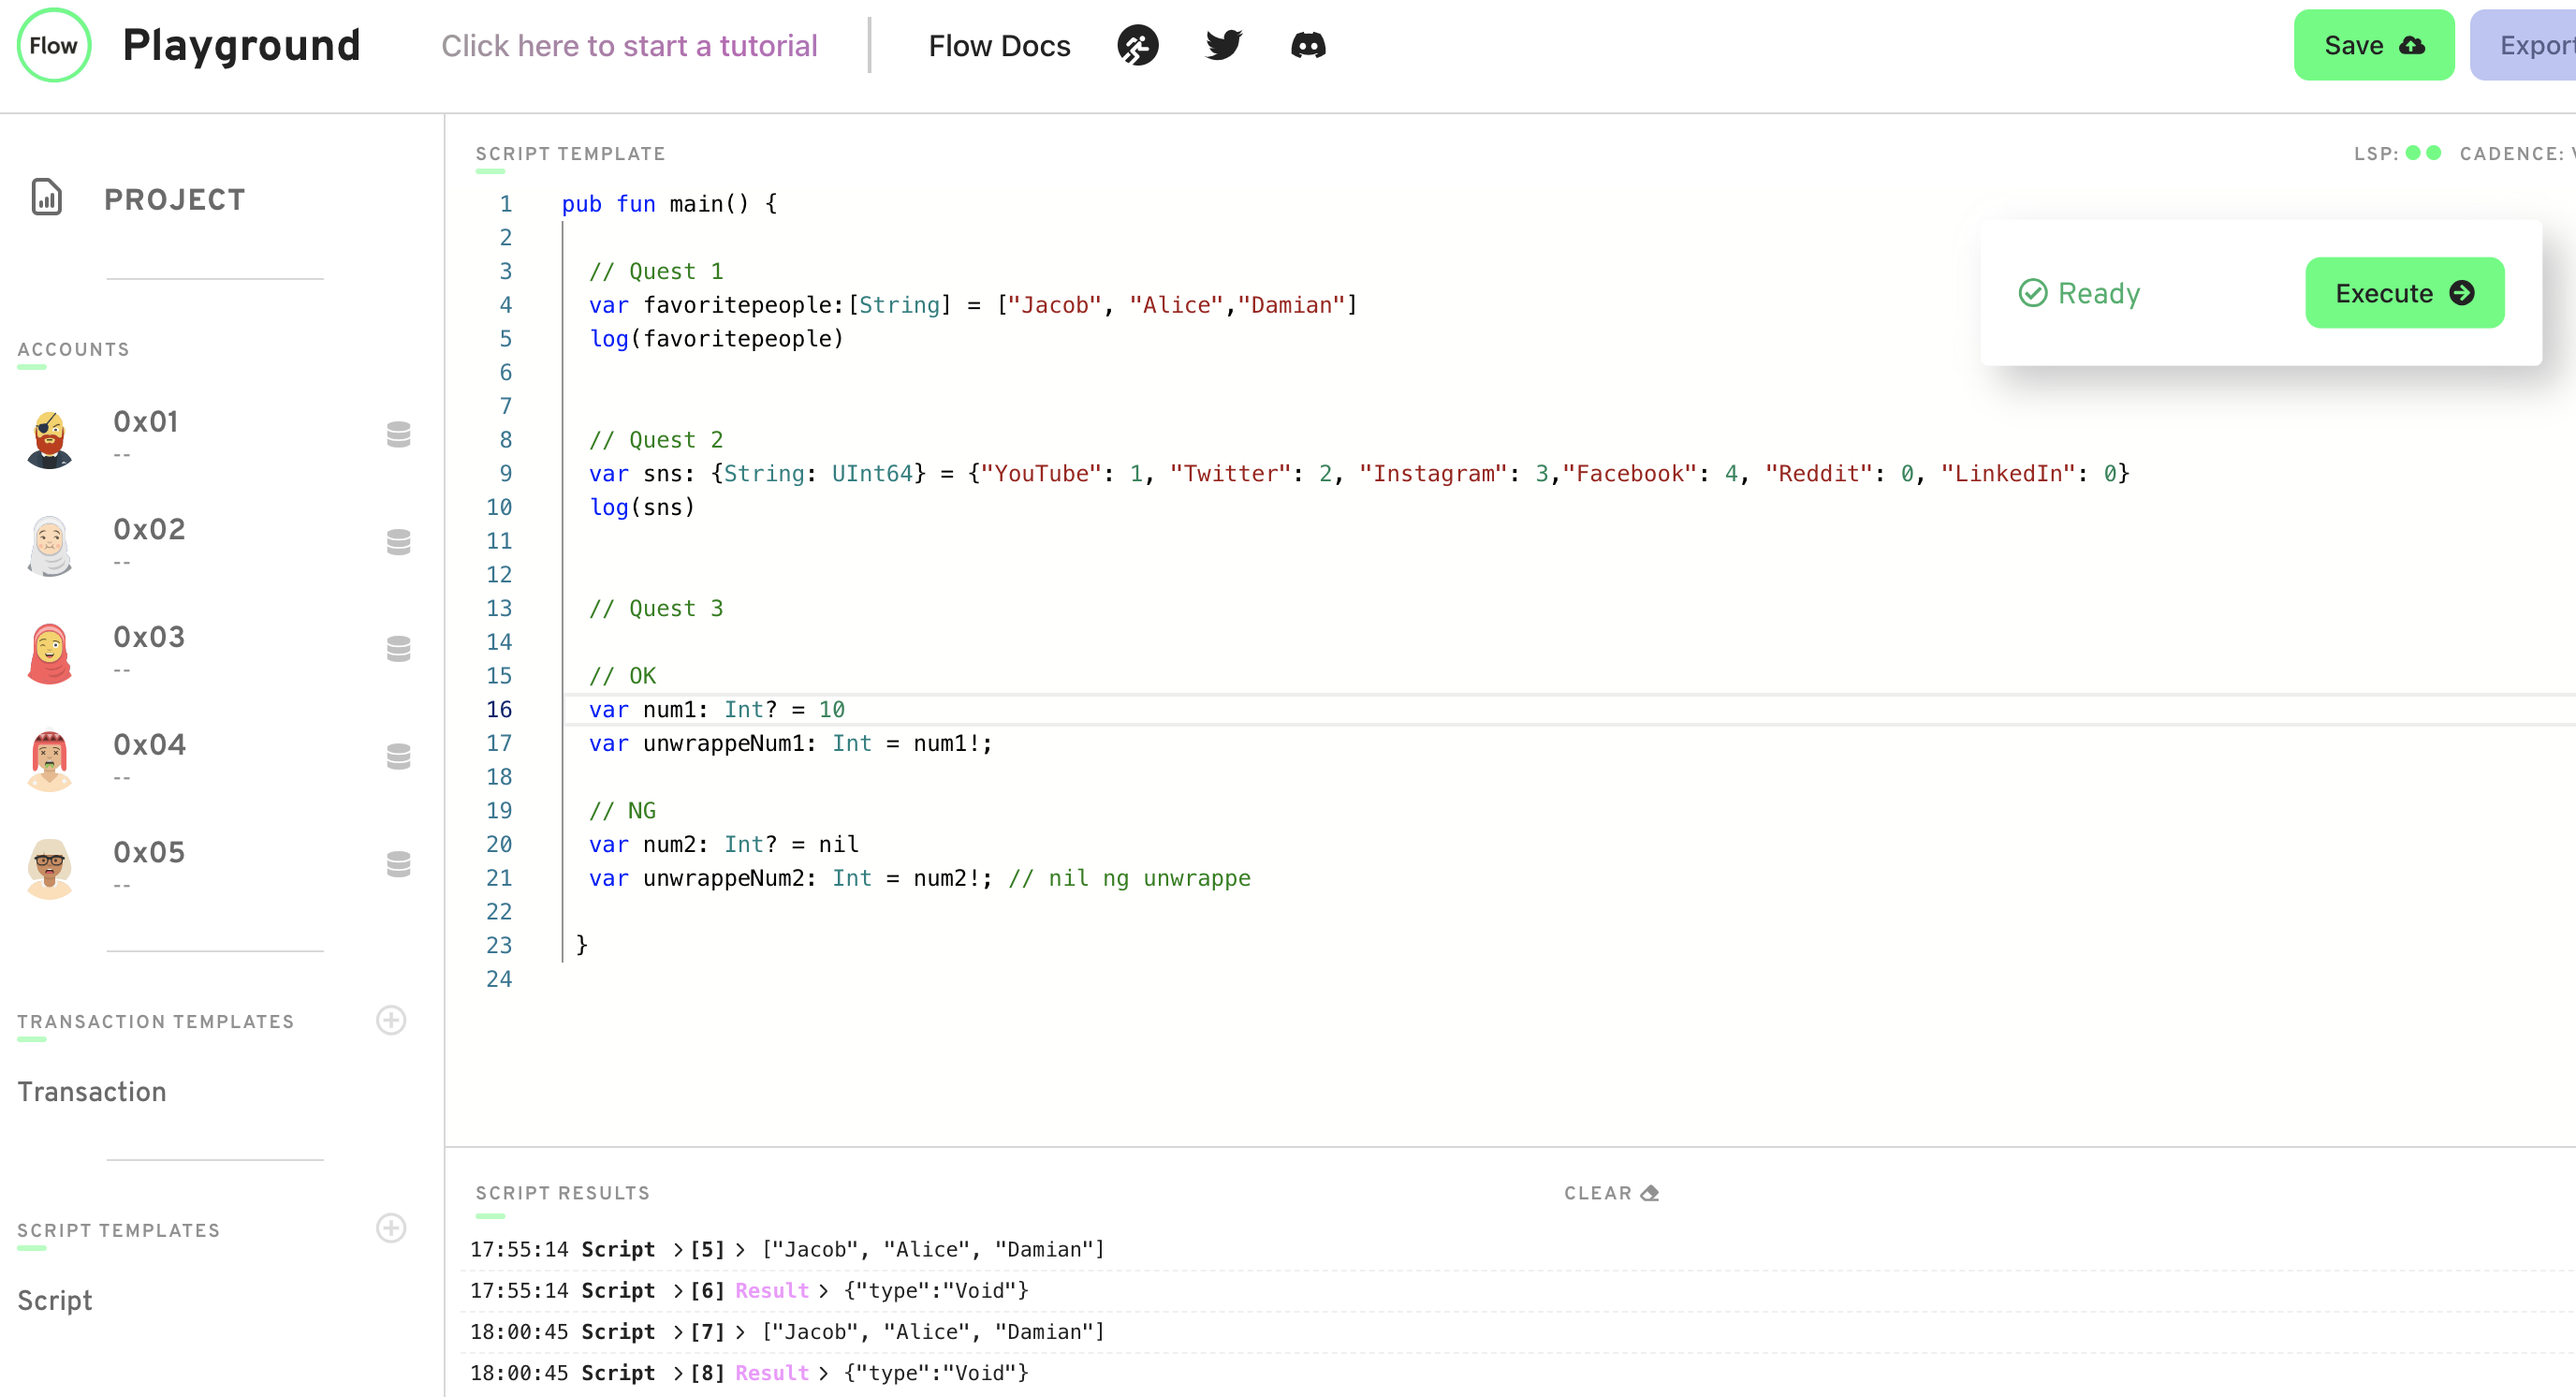 Flow Playground Click here to start a tutorial Flow Docs Save Export
PROJECT
ACCOUNTS
0x01
--
0x02
--
0x03
--
0x04
--
0x05
--
TRANSACTION TEMPLATES
Transaction
SCRIPT TEMPLATES
Script
SCRIPT TEMPLATE LSP: CADENCE:
Ready Execute
1 pub fun main() {
2
3 // Quest 1
4 var favoritepeople:[String] = ["Jacob", "Alice","Damian"]
5 log(favoritepeople)
6
7
8 // Quest 2
9 var sns: {String: UInt64} = {"YouTube": 1, "Twitter": 2, "Instagram": 3,"Facebook": 4, "Reddit": 0, "LinkedIn": 0}
10 log(sns)
11
12
13 // Quest 3
14
15 // OK
16 var num1: Int? = 10
17 var unwrappeNum1: Int = num1!;
18
19 // NG
20 var num2: Int? = nil
21 var unwrappeNum2: Int = num2!; // nil ng unwrappe
22
23 }
24
SCRIPT RESULTS CLEAR
17:55:14 Script >[5]> ["Jacob", "Alice", "Damian"]
17:55:14 Script >[6] Result > {"type":"Void"}
18:00:45 Script >[7]> ["Jacob", "Alice", "Damian"]
18:00:45 Script >[8] Result > {"type":"Void"}